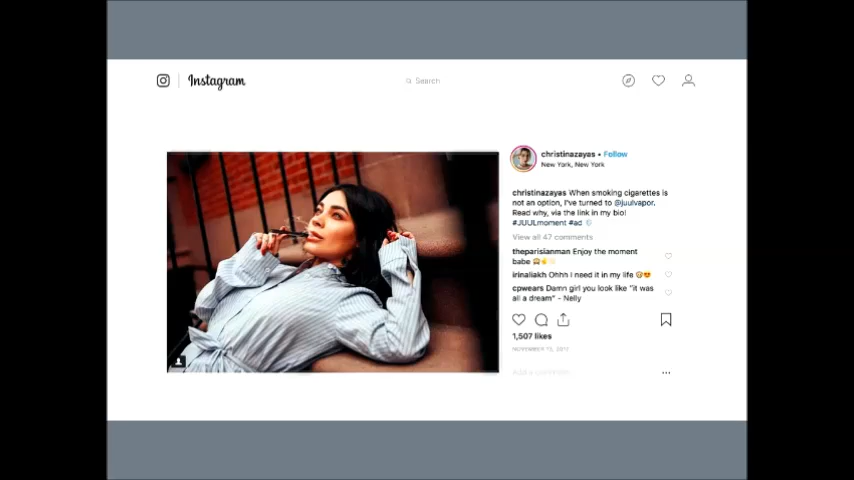 Instagram
Search
christinazayas • Follow
New York, New York
christinazayas When smoking cigarettes is
not an option, I've turned to @juulvapor.
Read why, via the link in my bio!
#JUULmoment #ad
View all 47 comments
theparisianman Enjoy the moment
babe
irinaliakh Ohhh I need it in my life
cpwears Damn girl you look like "it was
all a dream" - Nelly
1,507 likes
Add a comment...